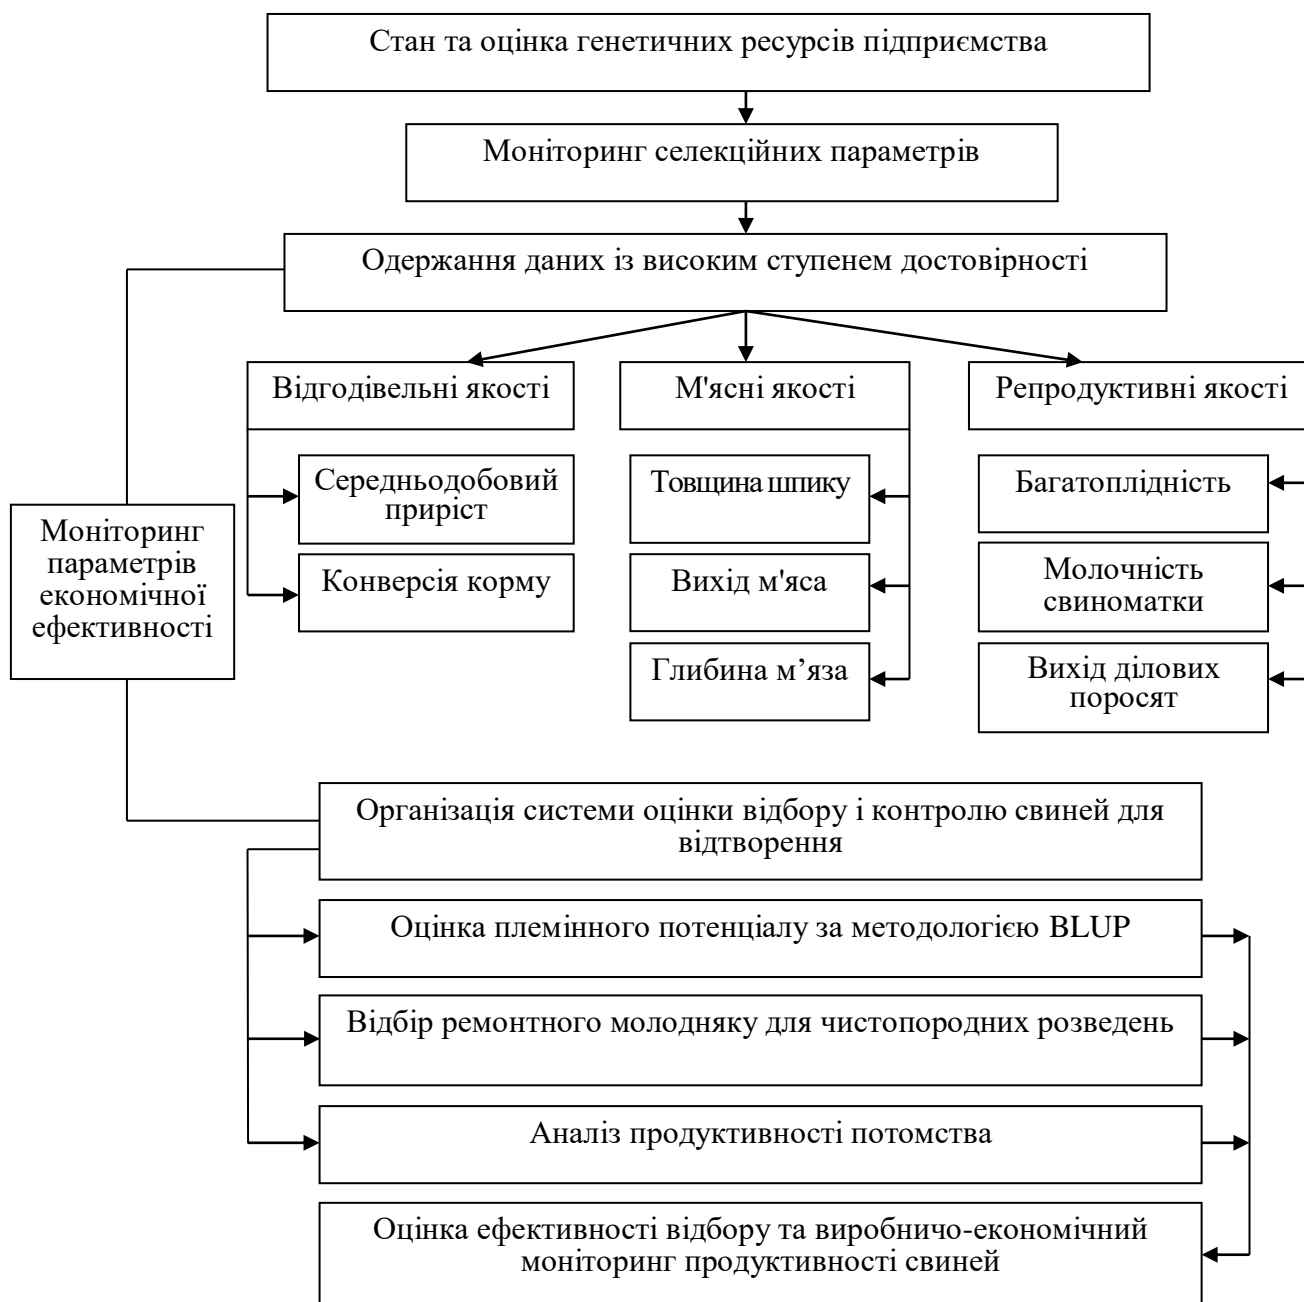 Стан та оцінка генетичних ресурсів підприємства
Моніторинг селекційних параметрів
Одержання даних із високим ступенем достовірності
Відгодівельні якості
М'ясні якості
Репродуктивні якості
Середньодобовий
приріст
Товщина шпику
Багатоплідність
Моніторинг
параметрів
економічної
ефективності
Конверсія корму
Вихід м'яса
Молочність
свиноматки
Глибина м’яза
Вихід ділових
поросят
Організація системи оцінки відбору і контролю свиней для
відтворення
Оцінка племінного потенціалу за методологією BLUP
Відбір ремонтного молодняку для чистопородних розведень
Аналіз продуктивності потомства
Оцінка ефективності відбору та виробничо-економічний
моніторинг продуктивності свиней